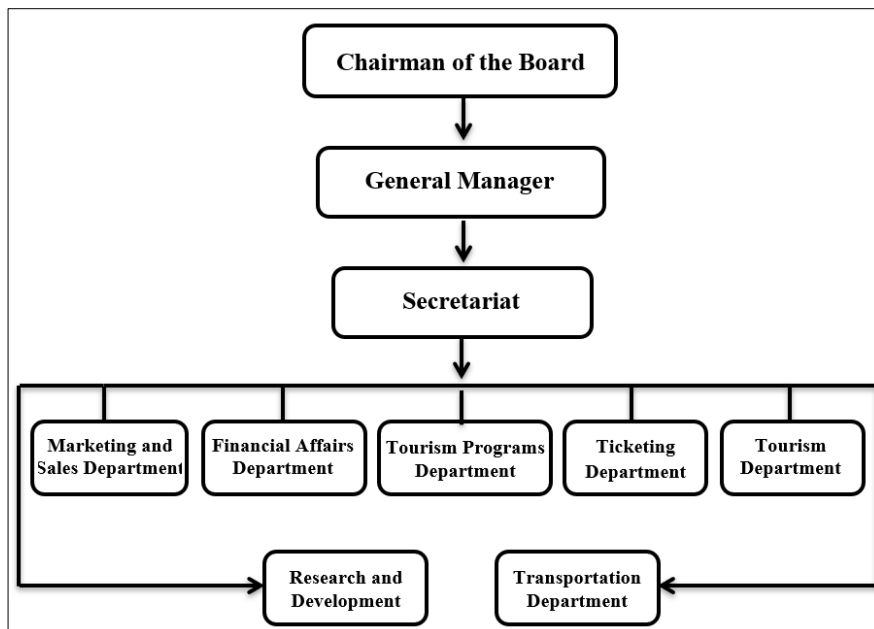 Chairman of the Board
General Manager
Secretariat
Marketing and
Sales Department
Financial Affairs
Department
Tourism Programs
Department
Ticketing
Department
Tourism
Department
Research and
Development
Transportation
Department